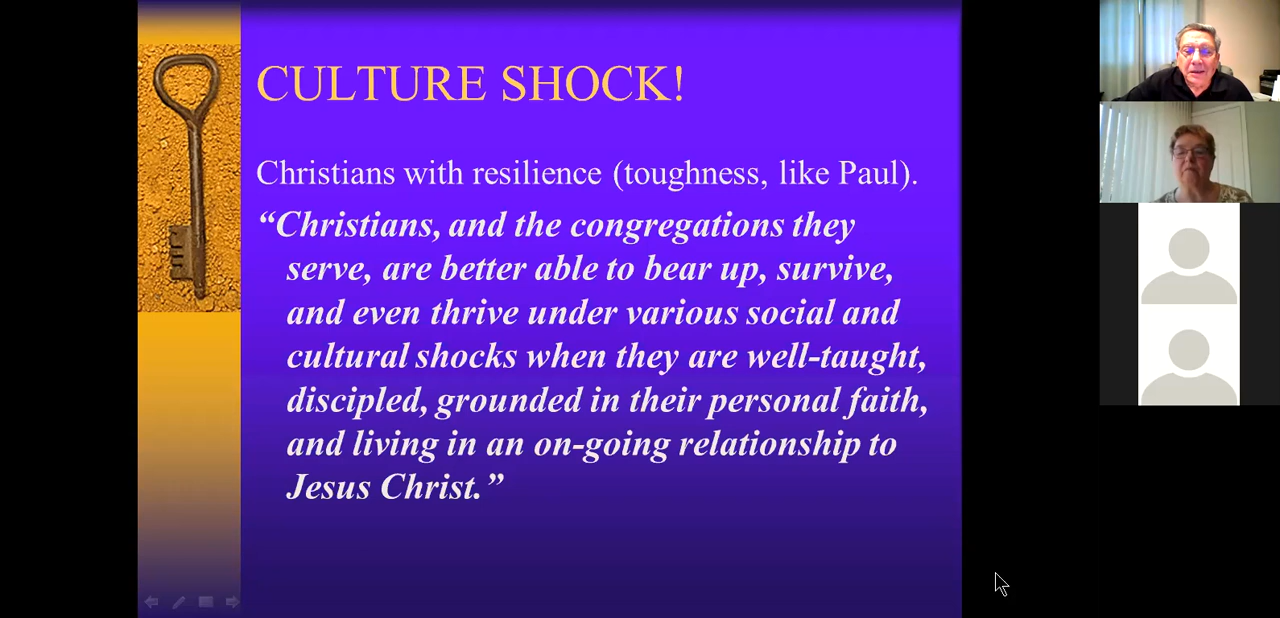 CULTURE SHOCK!
Christians with resilience (toughness, like Paul).
“Christians, and the congregations they
serve, are better able to bear up, survive,
and even thrive under various social and
cultural shocks when they are well-taught,
discipled, grounded in their personal faith,
and living in an on-going relationship to
Jesus Christ.”